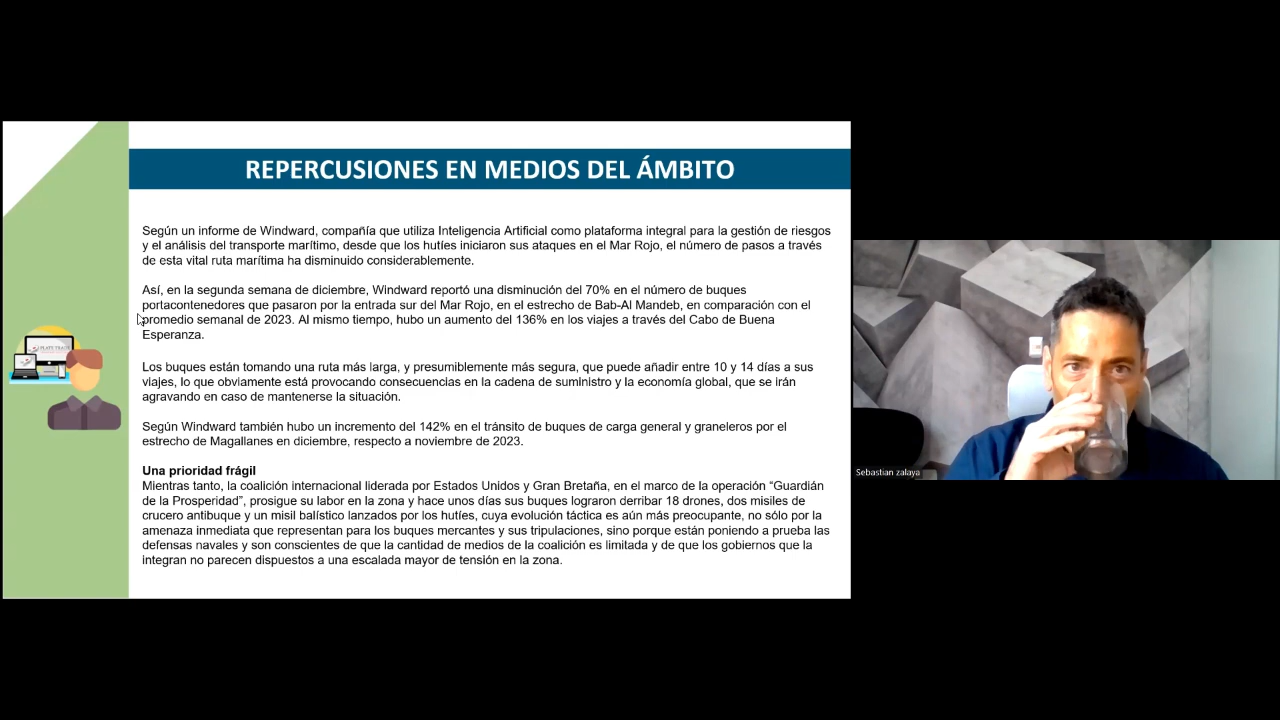 REPERCUSIONES EN MEDIOS DEL ÁMBITO
Según un informe de Windward, compañía que utiliza Inteligencia Artificial como plataforma integral para la gestión de riesgos
y el análisis del transporte marítimo, desde que los hutíes iniciaron sus ataques en el Mar Rojo, el número de pasos a través
de esta vital ruta marítima ha disminuido considerablemente.
Así, en la segunda semana de diciembre, Windward reportó una disminución del 70% en el número de buques
portacontenedores que pasaron por la entrada sur del Mar Rojo, en el estrecho de Bab-Al Mandeb, en comparación con el
promedio semanal de 2023. Al mismo tiempo, hubo un aumento del 136% en los viajes a través del Cabo de Buena
Esperanza.
Los buques están tomando una ruta más larga, y presumiblemente más segura, que puede añadir entre 10 y 14 días a sus
viajes, lo que obviamente está provocando consecuencias en la cadena de suministro y la economía global, que se irán
agravando en caso de mantenerse la situación.
Según Windward también hubo un incremento del 142% en el tránsito de buques de carga general y graneleros por el
estrecho de Magallanes en diciembre, respecto a noviembre de 2023.
Una prioridad frágil
Mientras tanto, la coalición internacional liderada por Estados Unidos y Gran Bretaña, en el marco de la operación “Guardián
de la Prosperidad”, prosigue su labor en la zona y hace unos días sus buques lograron derribar 18 drones, dos misiles de
crucero antibuque y un misil balístico lanzados por los hutíes, cuya evolución táctica es aún más preocupante, no sólo por la
amenaza inmediata que representan para los buques mercantes y sus tripulaciones, sino porque están poniendo a prueba las
defensas navales y son conscientes de que la cantidad de medios de la coalición es limitada y de que los gobiernos que la
integran no parecen dispuestos a una escalada mayor de tensión en la zona.
Sebastian zalaya